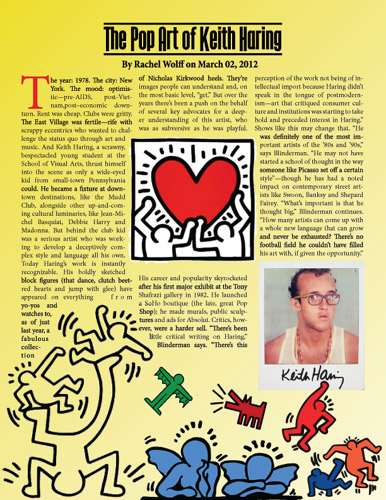 The Pop Art of Keith Haring
By Rachel Wolff on March 02, 2012
The year: 1978. The city: New
York. The mood: optimis-
tic—pre-AIDS, post-Viet-
nam,post-economic down-
turn. Rent was cheap. Clubs were gritty.
The East Village was fertile—rife with
scrappy eccentrics who wanted to chal-
lenge the status quo through art and
music. And Keith Haring, a scrawny,
bespectacled young student at the
School of Visual Arts, thrust himself
into the scene as only a wide-eyed
kid from small-town Pennsylvania
could. He became a fixture at down-
town destinations, like the Mudd
Club, alongside other up-and-com-
ing cultural luminaries, like Jean-Mi-
chel Basquiat, Debbie Harry and
Madonna. But behind the club kid
was a serious artist who was work-
ing to develop a deceptively com-
plex style and language all his own.
Today Haring's work is instantly
recognizable. His boldly sketched
block figures (that dance, clutch beet-
red hearts and jump with glee) have
appeared on everything from
yo-yos and
watches to,
as of just
last year, a
fabulous
collec-
tion
of Nicholas Kirkwood heels. They're
images people can understand and, on
the most basic level, "get." But over the
years there's been a push on the behalf
of several key advocates for a deep-
er understanding of this artist, who
was as subversive as he was playful.
His career and popularity skyrocketed
after his first major exhibit at the Tony
Shafrazi gallery in 1982. He launched
a SoHo boutique (the late, great Pop
Shop); he made murals, public sculp-
tures and ads for Absolut. Critics, how-
ever, were a harder sell. "There's been
little critical writing on Haring,"
Blinderman says. "There's this
perception of the work not being of in-
tellectual import because Haring didn't
speak in the tongue of postmodern-
ism—art that critiqued consumer cul-
ture and institutions was starting to take
hold and preceded interest in Haring."
Shows like this may change that. "He
was definitely one of the most im-
portant artists of the '80s and '90s,"
says Blinderman. "He may not have
started a school of thought in the way
someone like Picasso set off a certain
style"—though he has had a noted
impact on contemporary street art-
ists like Swoon, Banksy and Shepard
Fairey. "What's important is that he
thought big," Blinderman continues.
"How many artists can come up with
a whole new language that can grow
and never be exhausted? There's no
football field he couldn't have filled
his art with, if given the opportunity."
Keith Haring